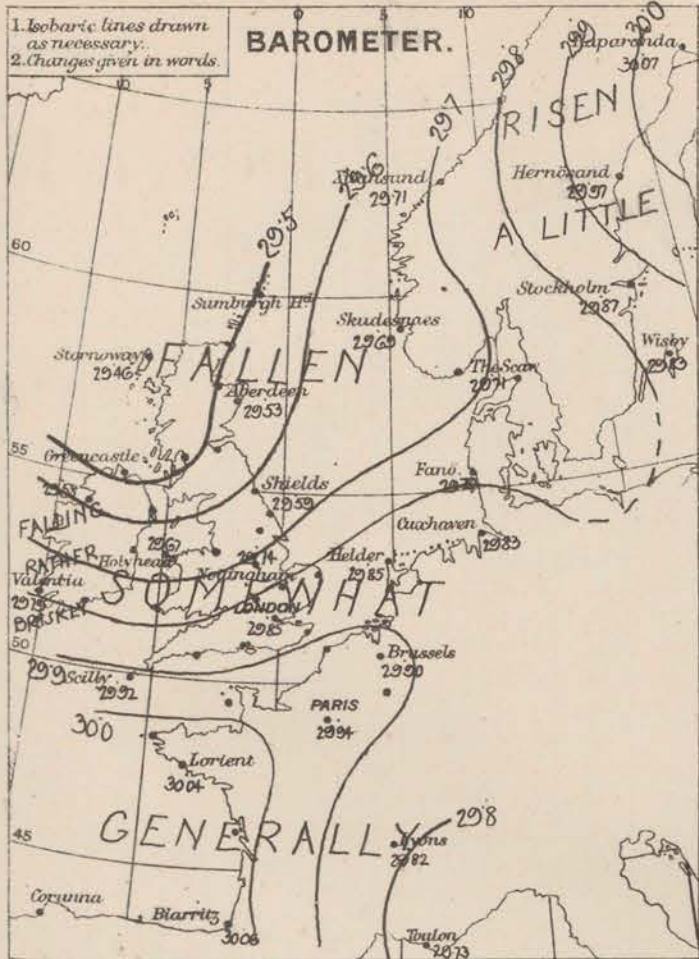 1. Isobaric lines drawn
as necessary.
2. Changes given in words.
BAROMETER.
10
5
0
5
10
29.5
29.6
29.7
29.8
29.9
30.0
Haparanda
30.07
RISEN
Hernösand
29.97
A LITTLE
Xtiansund
29.71
60
Sumburgh Hd.
Stockholm
29.87
Skudesnaes
29.69
Wisby
29.83
Stornoway
29.46
FALLEN
The Scaw
29.71
Aberdeen
29.53
55
Greencastle
Shields
29.59
Fanö
FALLING
29.67
Cuxhaven
29.83
RATHER
Holyhead
Nottingham
29.74
Helder
29.85
Valentia
BRISKLY
SOMEWHAT
LONDON
29.85
50
29.9
Scilly
29.92
Brussels
29.90
PARIS
29.94
30.0
Lorient
30.04
45
GENERALLY
29.8
Lyons
29.82
Corunna
Biarritz
30.06
Toulon
29.73